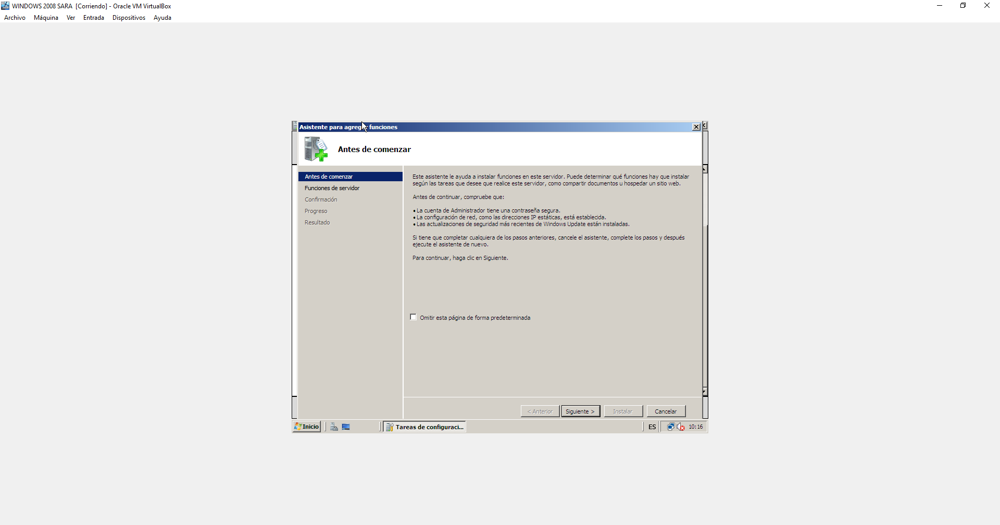 WINDOWS 2008 SARA [Corriendo] - Oracle VM VirtualBox
Archivo Máquina Ver Entrada Dispositivos Ayuda
Asistente para agreg funciones
Antes de comenzar
Antes de comenzar
Funciones de servidor
Confirmación
Progreso
Resultado
Este asistente le ayuda a instalar funciones en este servidor. Puede determinar qué funciones hay que instalar
según las tareas que desee que realice este servidor, como compartir documentos u hospedar un sitio web.
Antes de continuar, compruebe que:
• La cuenta de Administrador tiene una contraseña segura.
• La configuración de red, como las direcciones IP estáticas, está establecida.
• Las actualizaciones de seguridad más recientes de Windows Update están instaladas.
Si tiene que completar cualquiera de los pasos anteriores, cancele el asistente, complete los pasos y después
ejecute el asistente de nuevo.
Para continuar, haga clic en Siguiente.
Omitir esta página de forma predeterminada
< Anterior Siguiente > Instalar Cancelar
Inicio Tareas de configuraci... ES 10:16